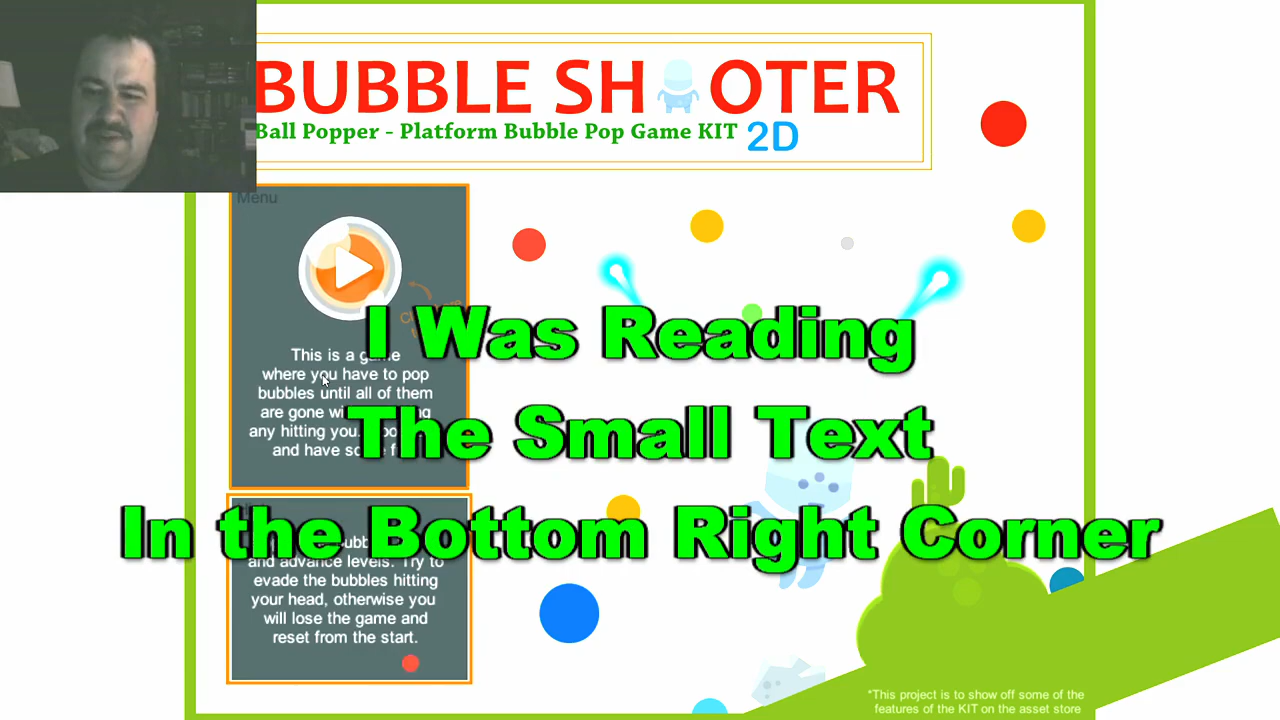 BUBBLE SH OTER
Ball Popper - Platform Bubble Pop Game KIT 2D
Menu
This is a
where you have to pop
bubbles until all of them
are gone
any hitting you.
and have
I Was Reading
The Small Text
In the Bottom Right Corner
and advance levels. Try to
evade the bubbles hitting
your head, otherwise you
will lose the game and
reset from the start.
*This project is to show off some of the
features of the KIT on the asset store